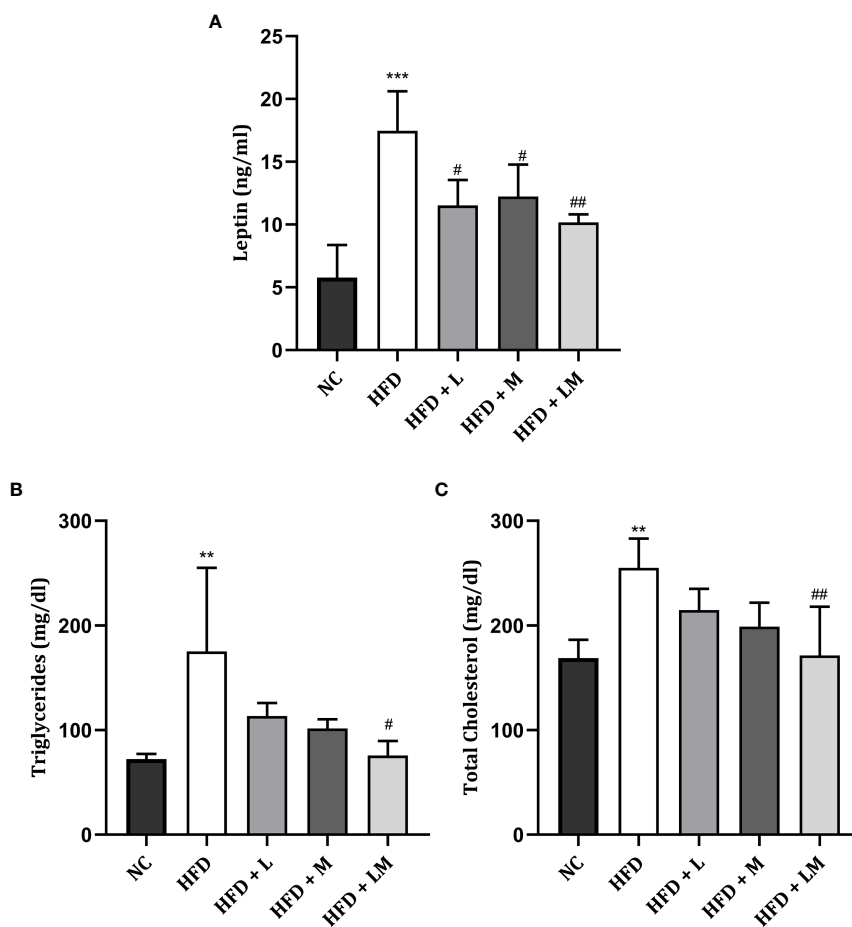 A
Leptin (ng/ml)
25
20
15
10
5
0
***
#
#
##
NC
HFD
HFD + L
HFD + M
HFD + LM
B
Triglycerides (mg/dl)
300
200
100
0
**
#
NC
HFD
HFD + L
HFD + M
HFD + LM
C
Total Cholesterol (mg/dl)
300
200
100
0
**
##
NC
HFD
HFD + L
HFD + M
HFD + LM